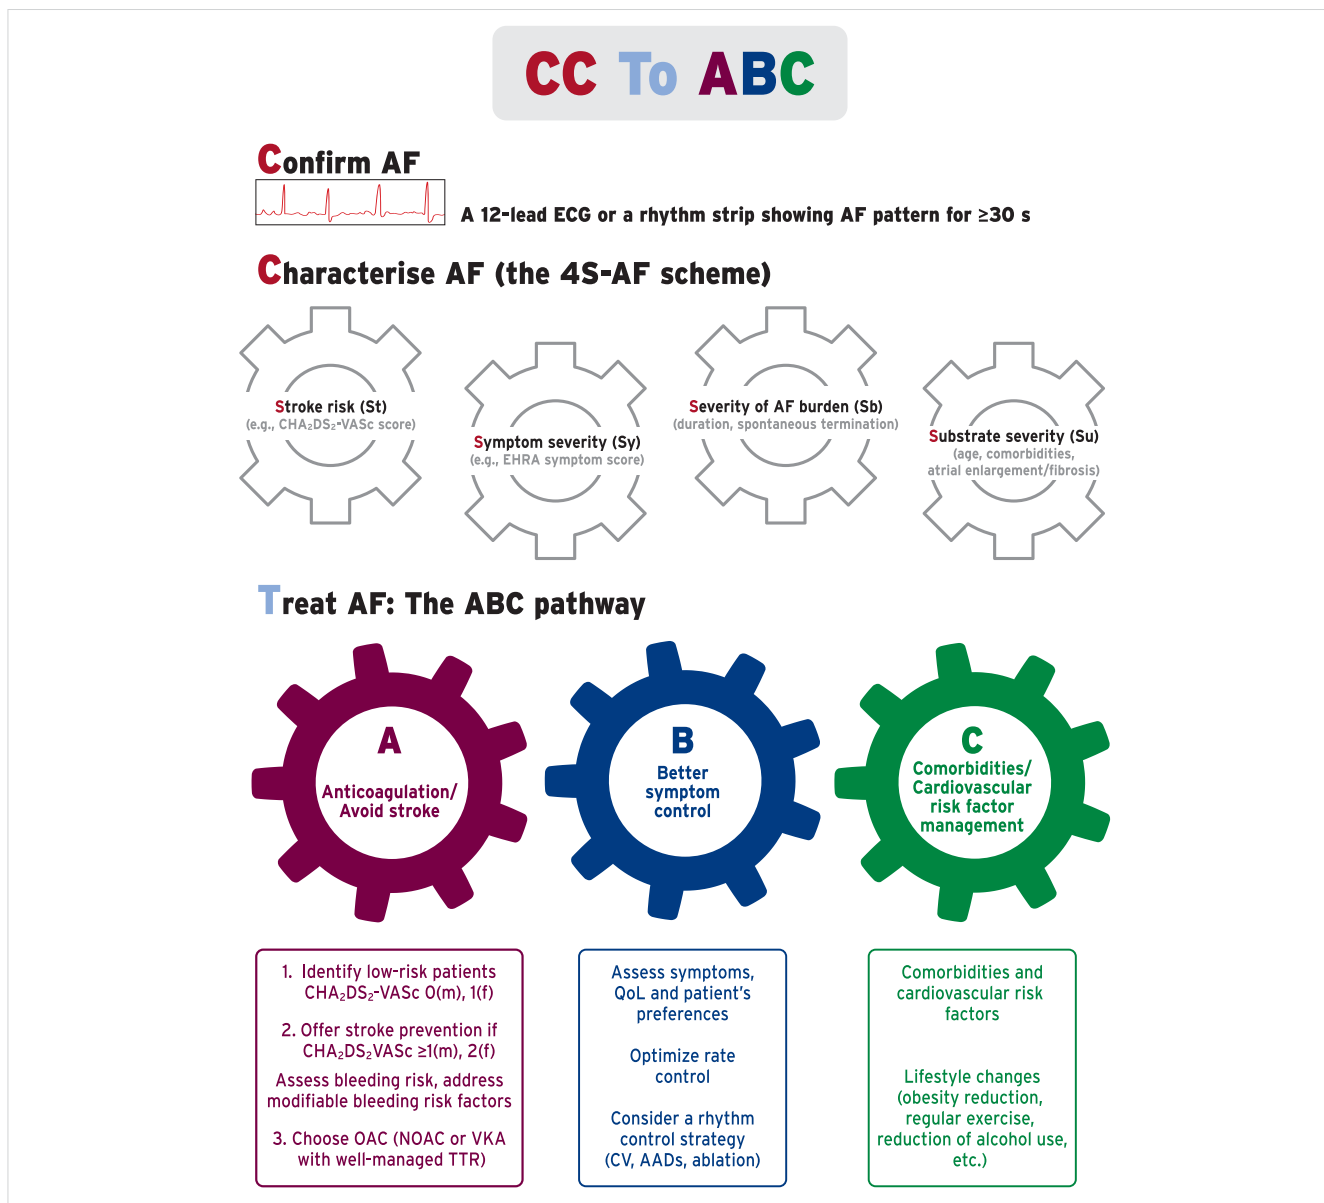 CC To ABC
Confirm AF
A 12-lead ECG or a rhythm strip showing AF pattern for ≥30 s
Characterise AF (the 4S-AF scheme)
Stroke risk (St)
(e.g., CHA₂DS₂-VASc score)
Symptom severity (Sy)
(e.g., EHRA symptom score)
Severity of AF burden (Sb)
(duration, spontaneous termination)
Substrate severity (Su)
(age, comorbidities,
atrial enlargement/fibrosis)
Treat AF: The ABC pathway
A
Anticoagulation/
Avoid stroke
B
Better
symptom
control
C
Comorbidities/
Cardiovascular
risk factor
management
1. Identify low-risk patients
CHA₂DS₂-VASc 0(m), 1(f)
2. Offer stroke prevention if
CHA₂DS₂VASc ≥1(m), 2(f)
Assess bleeding risk, address
modifiable bleeding risk factors
3. Choose OAC (NOAC or VKA
with well-managed TTR)
Assess symptoms,
QoL and patient's
preferences
Optimize rate
control
Consider a rhythm
control strategy
(CV, AADs, ablation)
Comorbidities and
cardiovascular risk
factors
Lifestyle changes
(obesity reduction,
regular exercise,
reduction of alcohol use,
etc.)